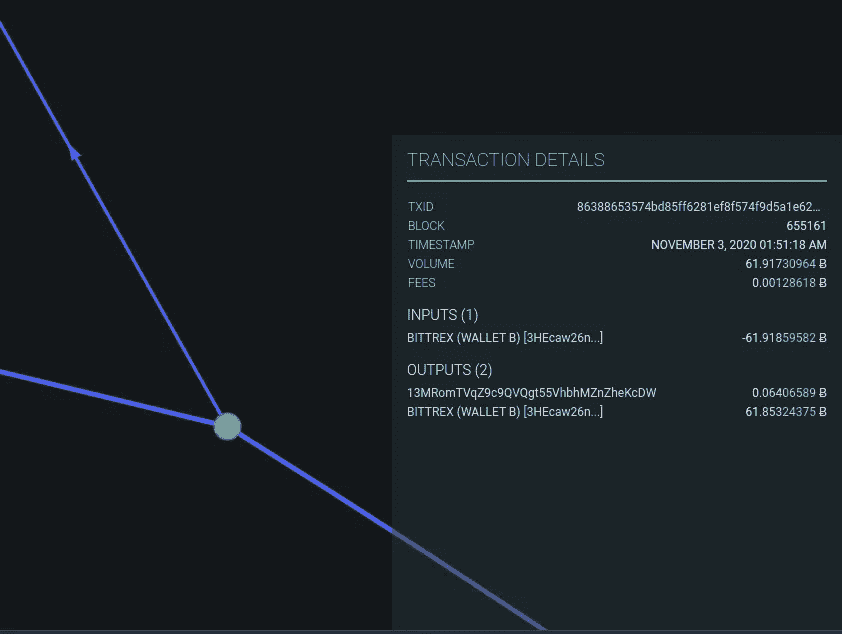 TRANSACTION DETAILS
TXID 86388653574bd85ff6281ef8f574f9d5a1e62...
BLOCK 655161
TIMESTAMP NOVEMBER 3, 2020 01:51:18 AM
VOLUME 61.91730964 Ƀ
FEES 0.00128618 Ƀ
INPUTS (1)
BITTREX (WALLET B) [3HEcaw26n...] -61.91859582 Ƀ
OUTPUTS (2)
13MRomTVqZ9c9QVQgt55VhbhMZnZheKcDW 0.06406589 Ƀ
BITTREX (WALLET B) [3HEcaw26n...] 61.85324375 Ƀ